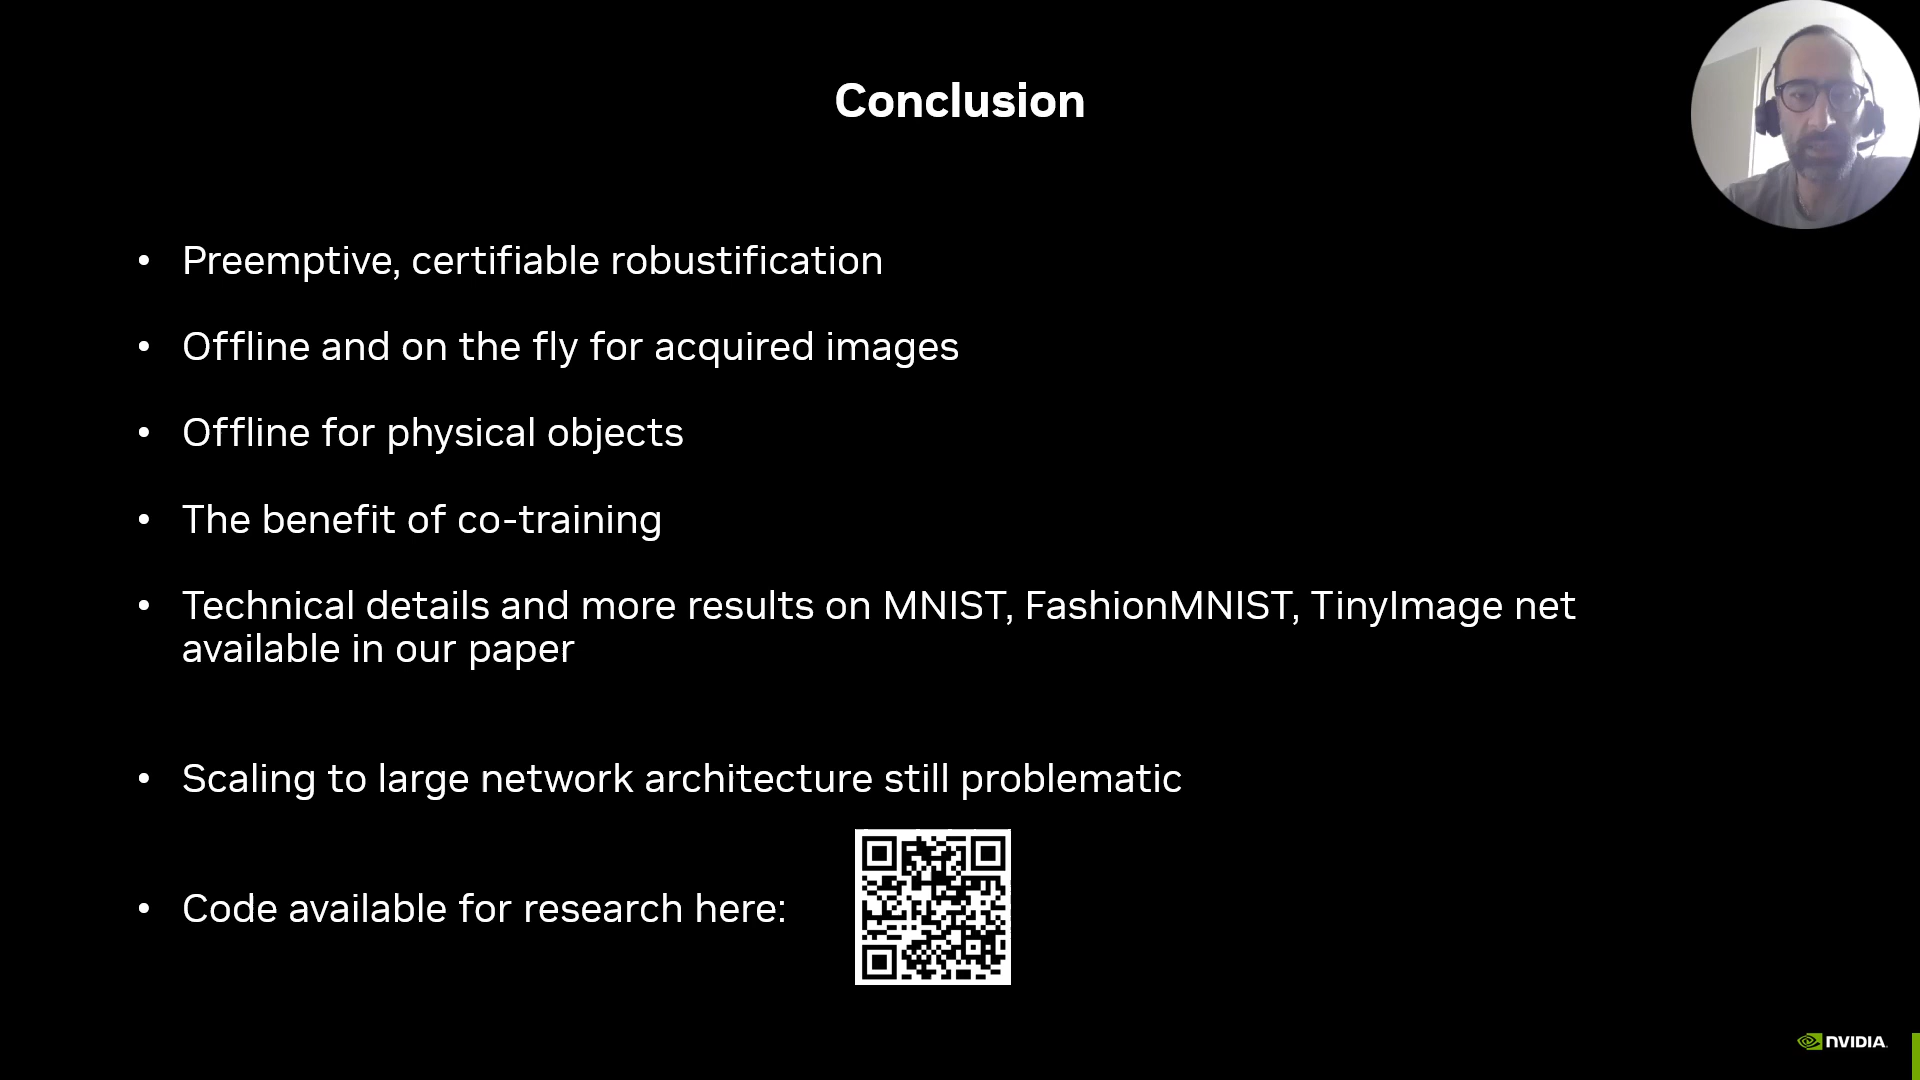 Conclusion
• Preemptive, certifiable robustification
• Offline and on the fly for acquired images
• Offline for physical objects
• The benefit of co-training
• Technical details and more results on MNIST, FashionMNIST, TinyImage net
available in our paper
• Scaling to large network architecture still problematic
• Code available for research here:
NVIDIA.